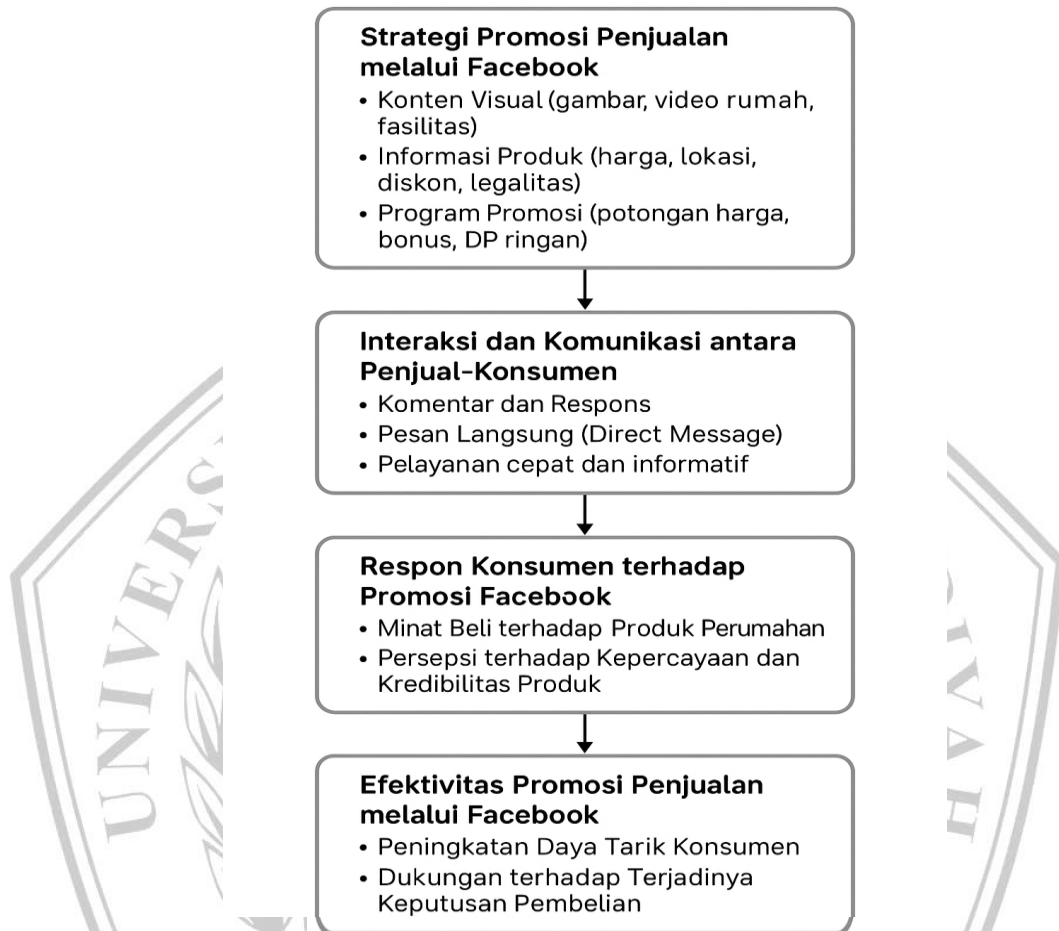 Strategi Promosi Penjualan
melalui Facebook
• Konten Visual (gambar, video rumah,
fasilitas)
• Informasi Produk (harga, lokasi,
diskon, legalitas)
• Program Promosi (potongan harga,
bonus, DP ringan)
Interaksi dan Komunikasi antara
Penjual-Konsumen
• Komentar dan Respons
• Pesan Langsung (Direct Message)
• Pelayanan cepat dan informatif
Respon Konsumen terhadap
Promosi Facebook
• Minat Beli terhadap Produk Perumahan
• Persepsi terhadap Kepercayaan dan
Kredibilitas Produk
Efektivitas Promosi Penjualan
melalui Facebook
• Peningkatan Daya Tarik Konsumen
• Dukungan terhadap Terjadinya
Keputusan Pembelian